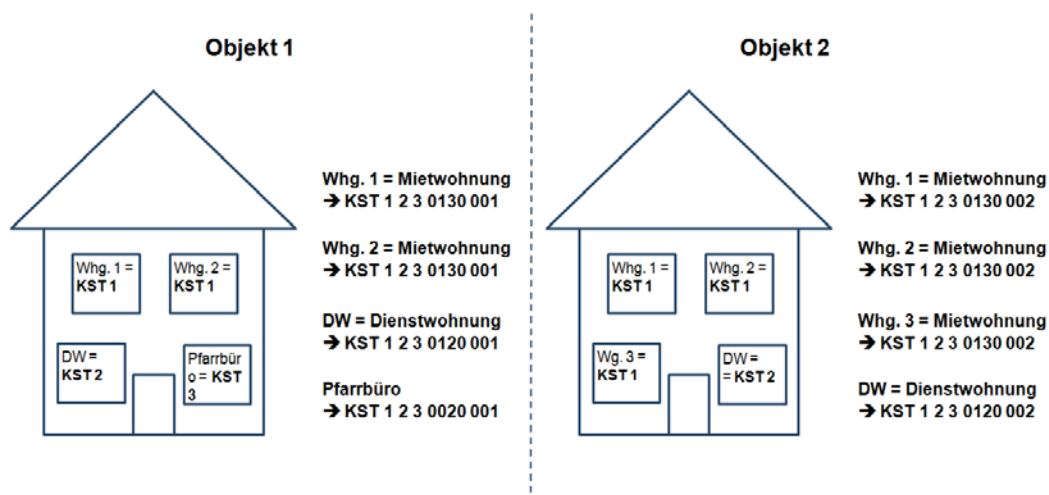 Objekt 1
Whg. 1 = Mietwohnung
➔ KST 1 2 3 0130 001
Whg. 2 = Mietwohnung
➔ KST 1 2 3 0130 001
DW = Dienstwohnung
➔ KST 1 2 3 0120 001
Pfarrbüro
➔ KST 1 2 3 0020 001
Whg. 1 =
KST 1
Whg. 2 =
KST 1
DW =
KST 2
Pfarrbür
o = KST
3
Objekt 2
Whg. 1 = Mietwohnung
➔ KST 1 2 3 0130 002
Whg. 2 = Mietwohnung
➔ KST 1 2 3 0130 002
Whg. 3 = Mietwohnung
➔ KST 1 2 3 0130 002
DW = Dienstwohnung
➔ KST 1 2 3 0120 002
Whg. 1 =
KST 1
Whg. 2 =
KST 1
Wg. 3 =
KST 1
DW =
= KST 2